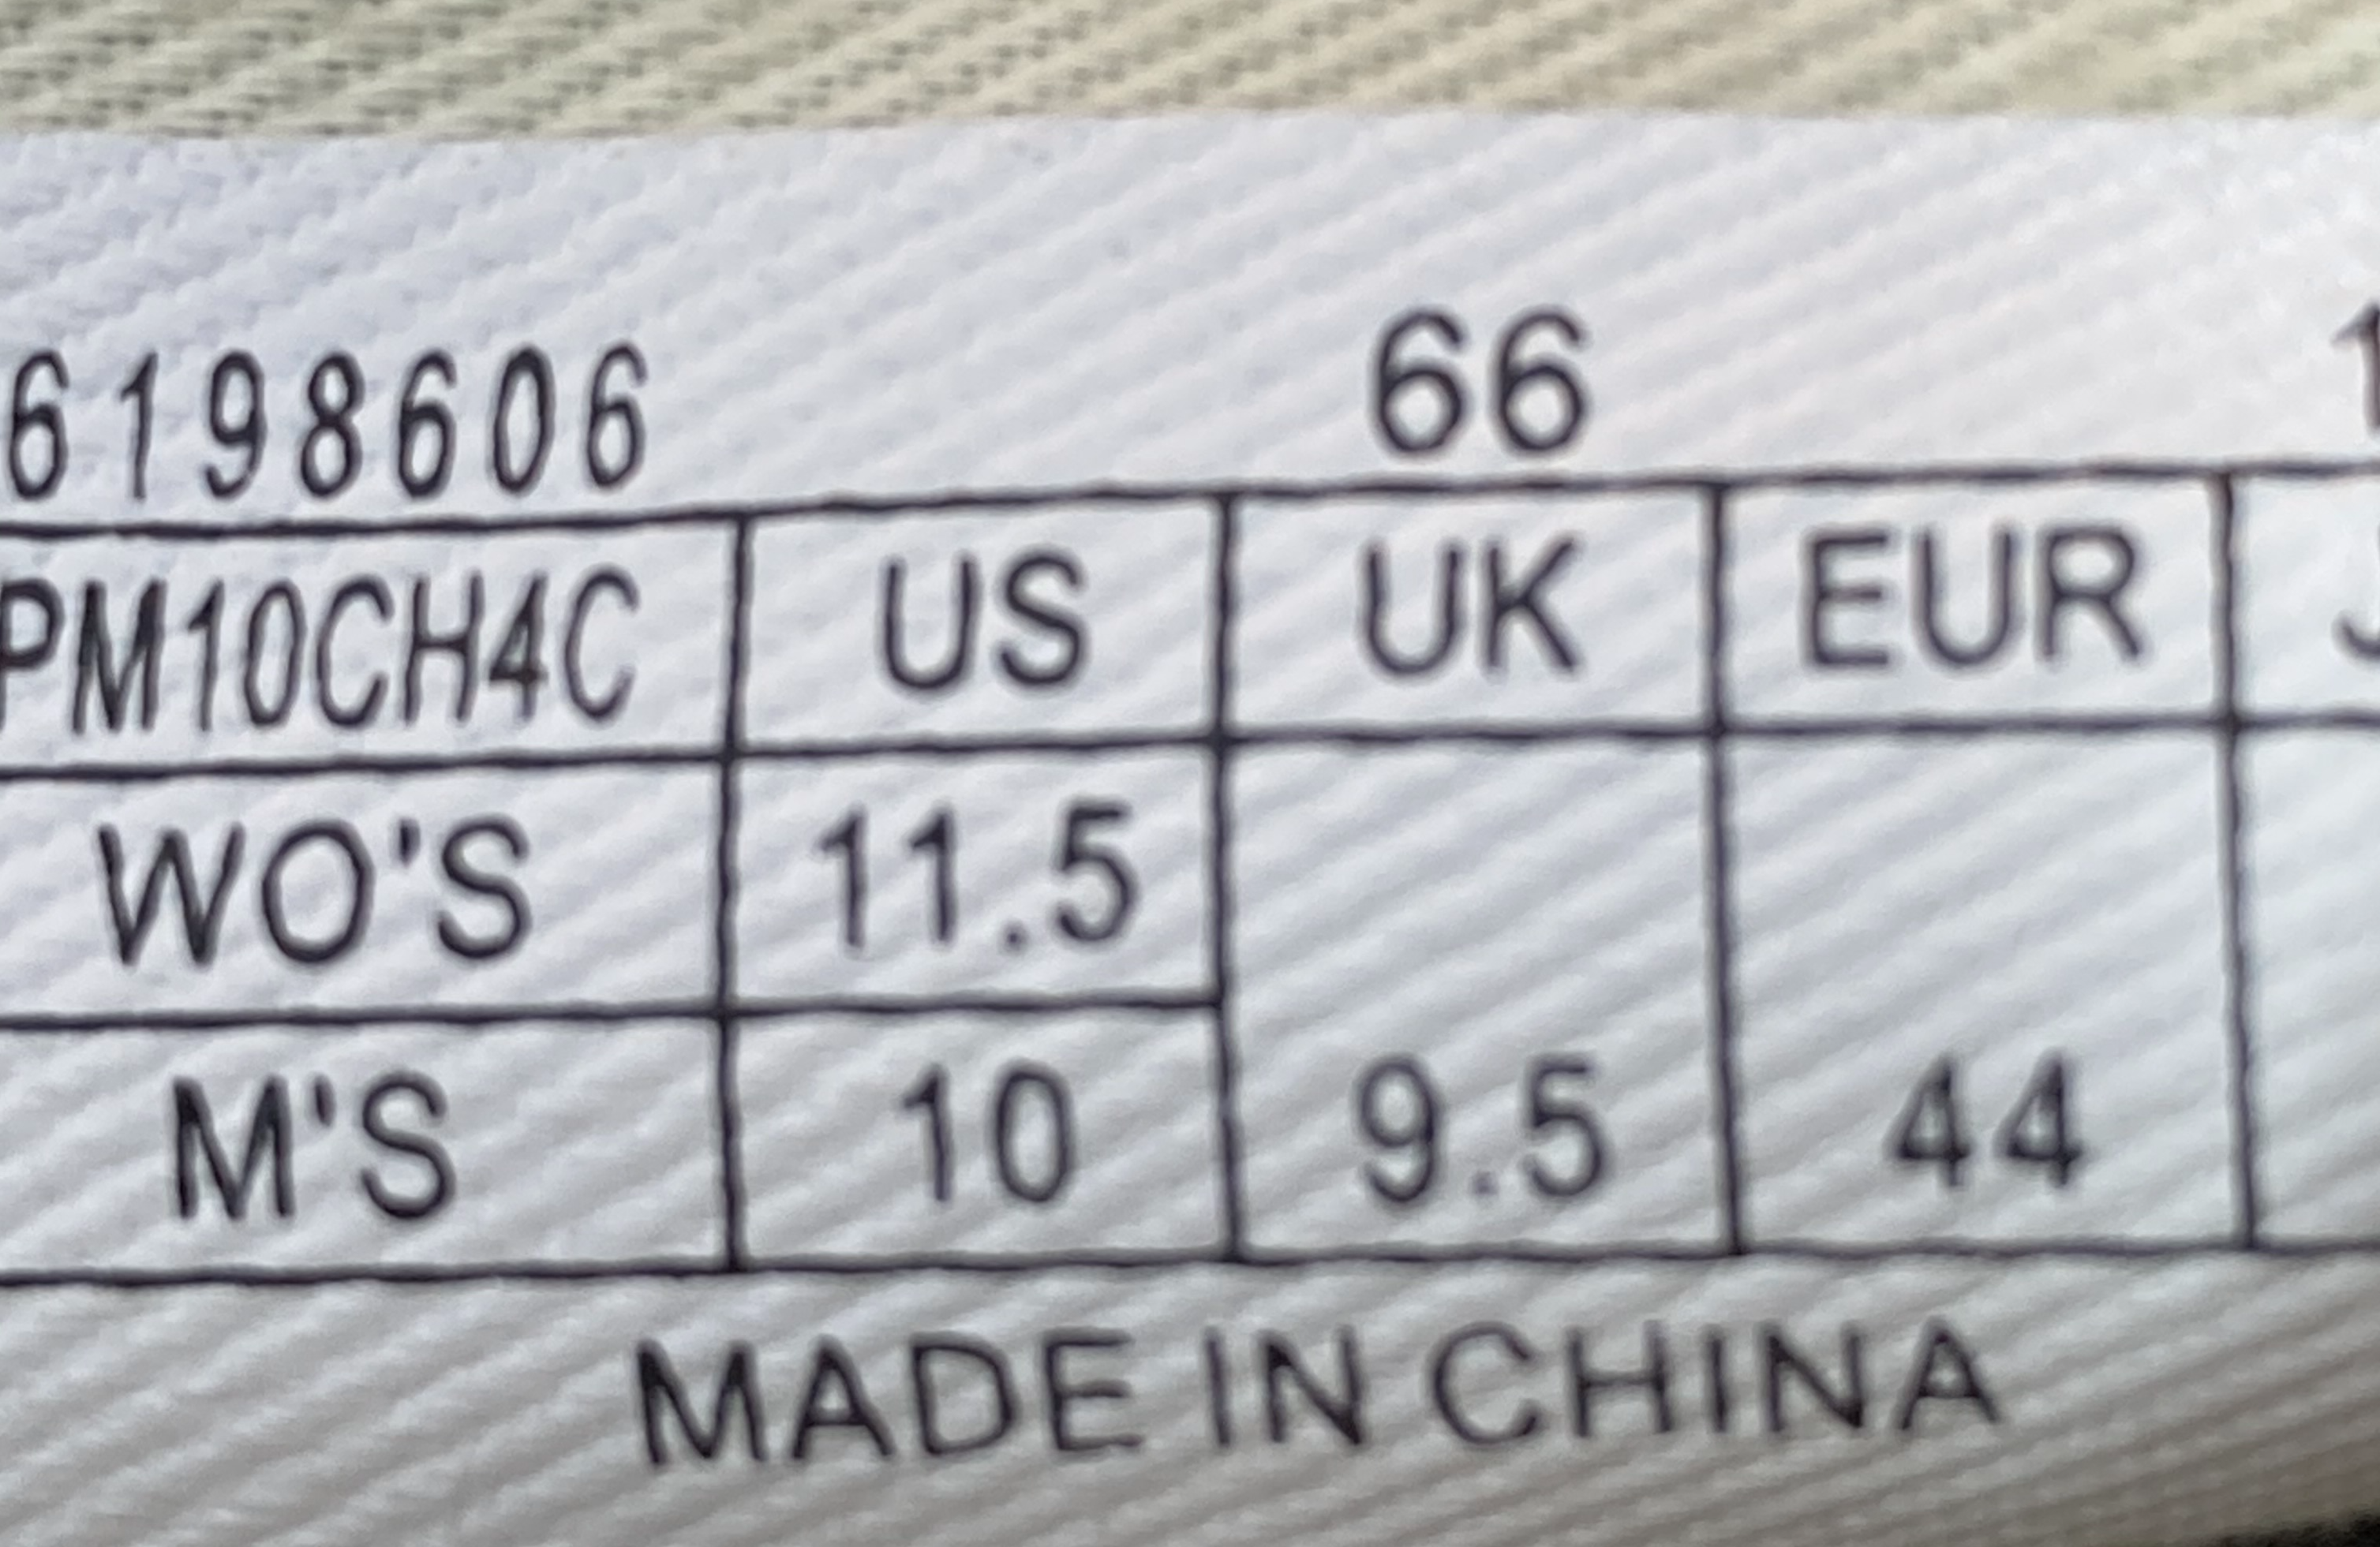 6198606 66
PM10CH4C US UK EUR
WO'S 11.5
M'S 10 9.5 44
MADE IN CHINA